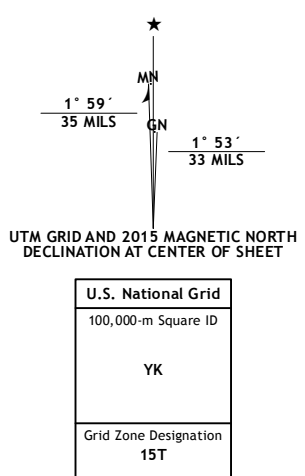 ★
MN
1° 59´
35 MILS
GN
1° 53´
33 MILS
UTM GRID AND 2015 MAGNETIC NORTH
DECLINATION AT CENTER OF SHEET
U.S. National Grid
100,000-m Square ID
YK
Grid Zone Designation
15T